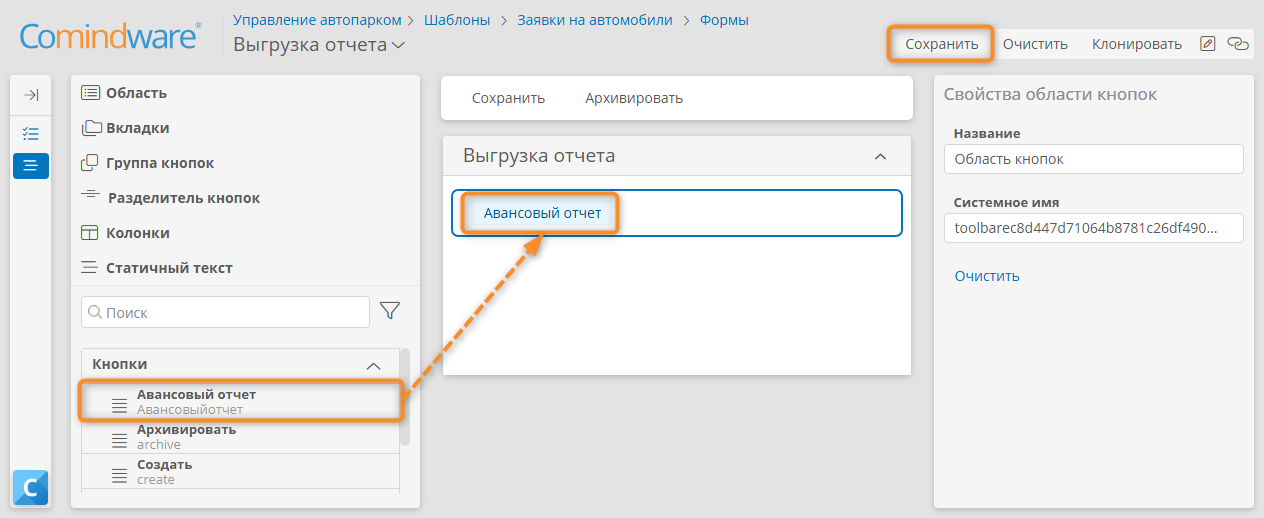 Comindware®
Управление автопарком > Шаблоны > Заявки на автомобили > Формы
Выгрузка отчета
Сохранить Очистить Клонировать
Область
Вкладки
Группа кнопок
Разделитель кнопок
Колонки
Статичный текст
Поиск
Кнопки
Авансовый отчет
Авансовыйотчет
Архивировать
archive
Создать
create
C
Сохранить Архивировать
Выгрузка отчета
Авансовый отчет
Свойства области кнопок
Название
Область кнопок
Системное имя
toolbarec8d447d71064b8781c26df490...
Очистить